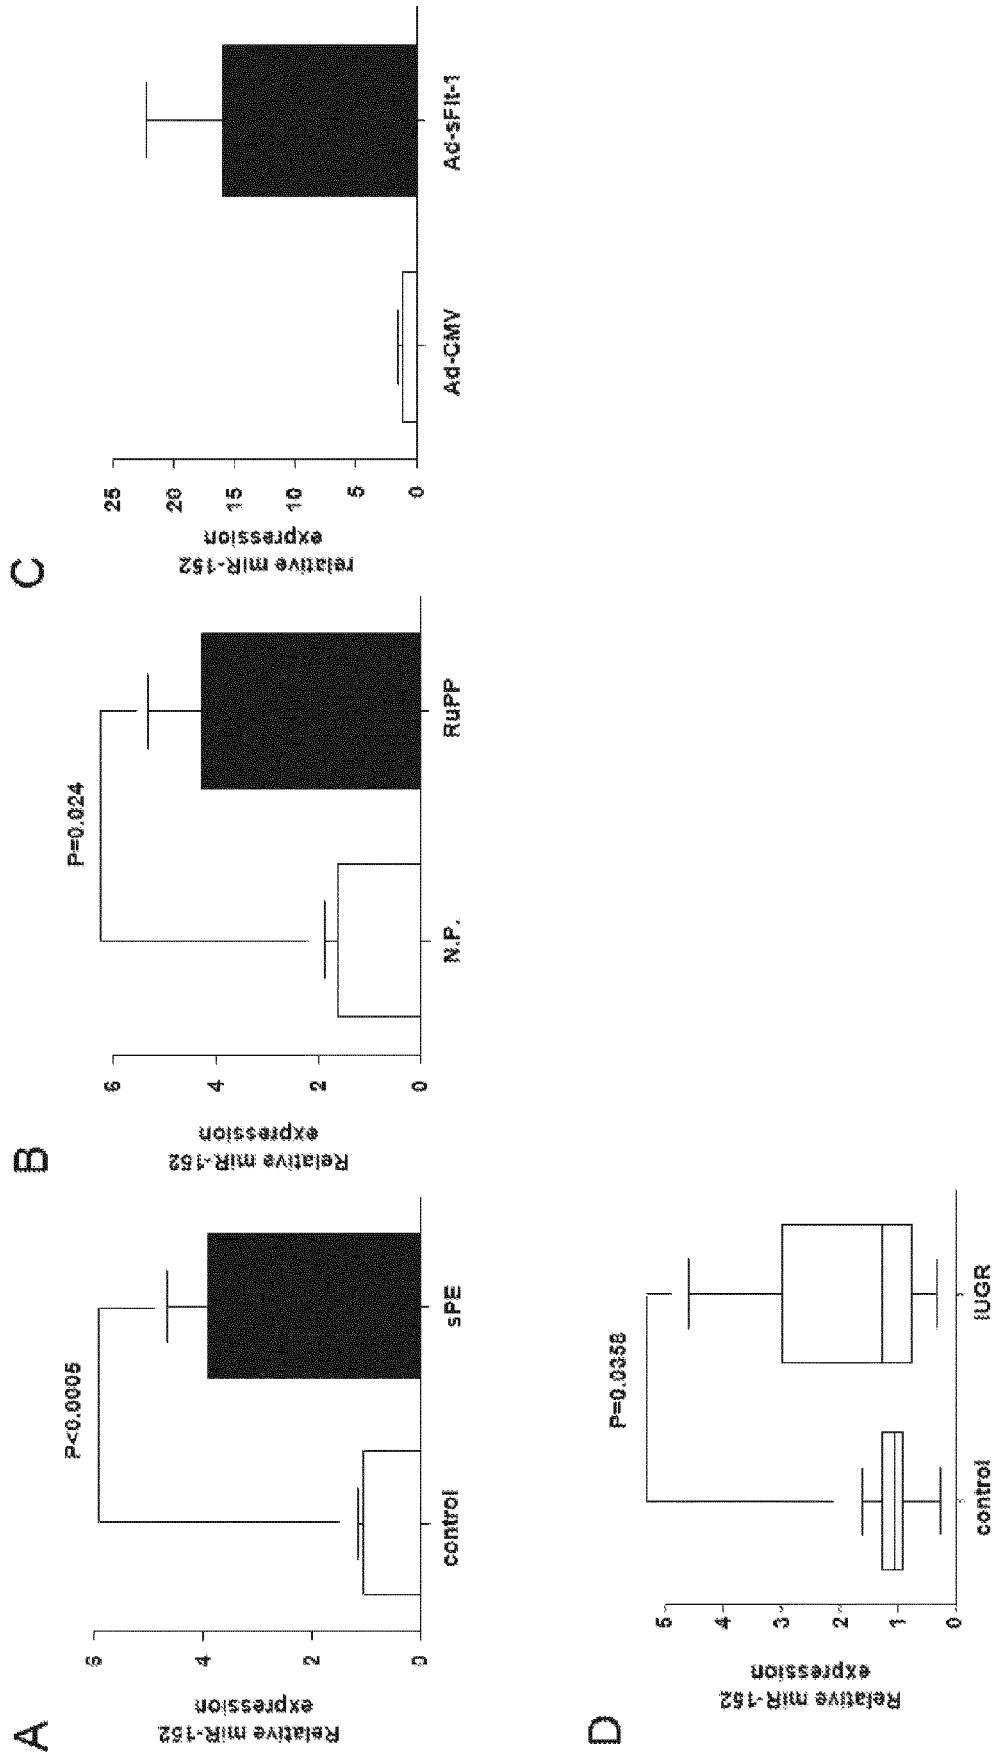 A
Relative miR-152
expression
6
4
2
0
P<0.0005
control
sPE
B
Relative miR-152
expression
6
4
2
0
P=0.024
N.P.
RuPP
C
relative miR-152
expression
25
20
15
10
5
0
Ad-CMV
Ad-sFlt-1
D
Relative miR-152
expression
5
4
3
2
1
0
P=0.0358
control
IUGR